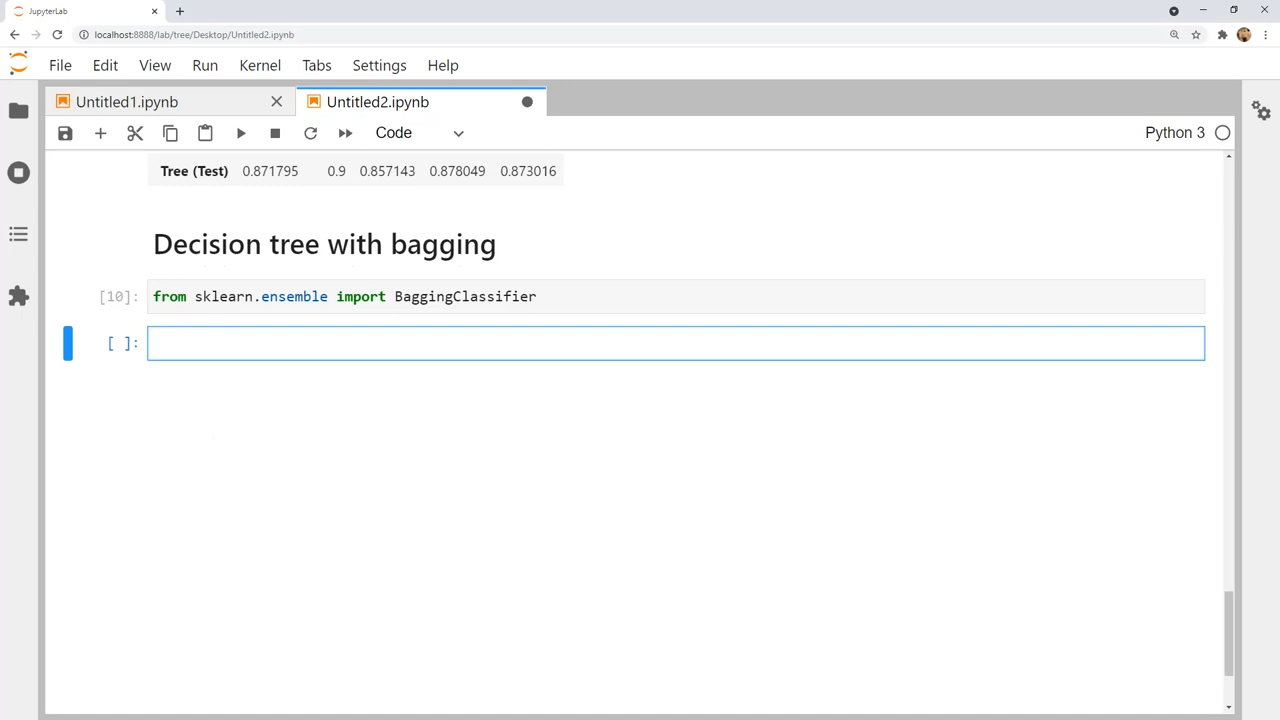 JupyterLab
localhost:8888/lab/tree/Desktop/Untitled2.ipynb
File Edit View Run Kernel Tabs Settings Help
Untitled1.ipynb Untitled2.ipynb
Code Python 3
Tree (Test) 0.871795 0.9 0.857143 0.878049 0.873016
Decision tree with bagging
[10]: from sklearn.ensemble import BaggingClassifier
[ ]: